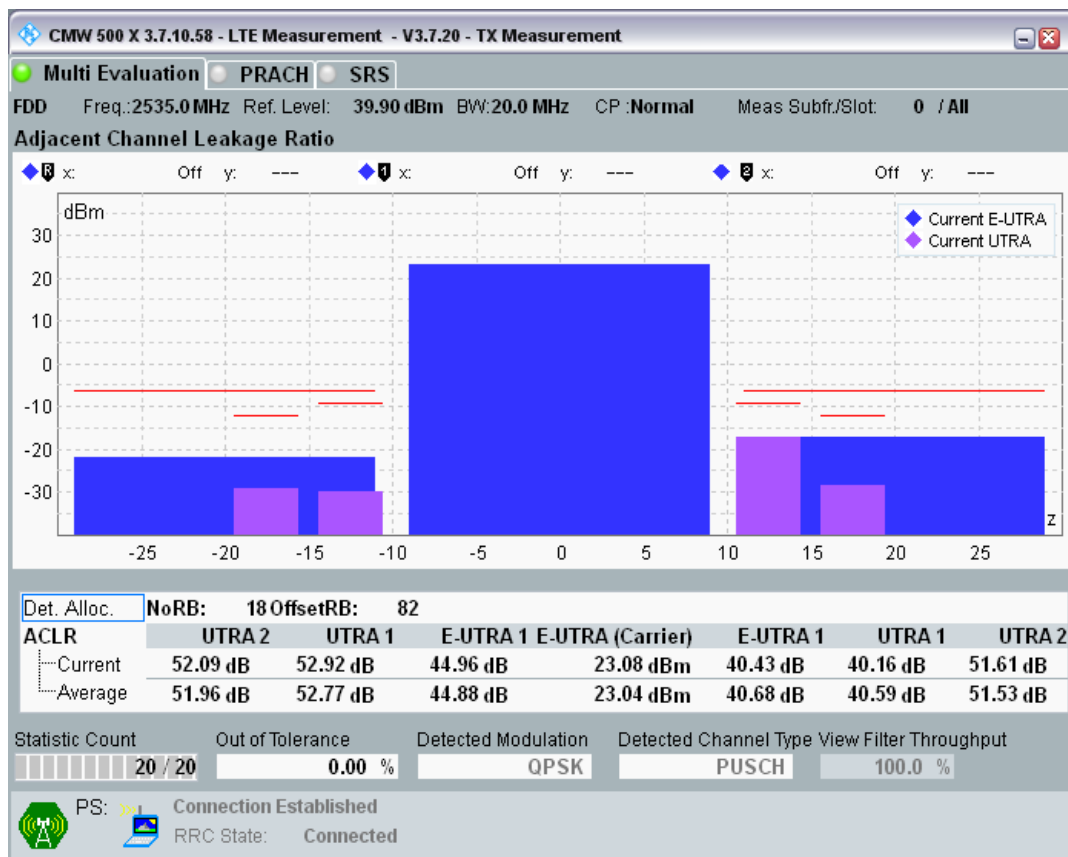 CMW 500 X 3.7.10.58 - LTE Measurement - V3.7.20 - TX Measurement
Multi Evaluation PRACH SRS
FDD Freq.:2535.0 MHz Ref. Level: 39.90 dBm BW:20.0 MHz CP :Normal Meas Subfr./Slot: 0 / All
Adjacent Channel Leakage Ratio
R x: Off y: --- 1 x: Off y: --- 2 x: Off y: ---
dBm
Current E-UTRA
Current UTRA
30
20
10
0
-10
-20
-30
z
-25 -20 -15 -10 -5 0 5 10 15 20 25
Det. Alloc. NoRB: 18 OffsetRB: 82
ACLR UTRA 2 UTRA 1 E-UTRA 1 E-UTRA (Carrier) E-UTRA 1 UTRA 1 UTRA 2
Current 52.09 dB 52.92 dB 44.96 dB 23.08 dBm 40.43 dB 40.16 dB 51.61 dB
Average 51.96 dB 52.77 dB 44.88 dB 23.04 dBm 40.68 dB 40.59 dB 51.53 dB
Statistic Count Out of Tolerance Detected Modulation Detected Channel Type View Filter Throughput
20 / 20 0.00 % QPSK PUSCH 100.0 %
PS: Connection Established
RRC State: Connected